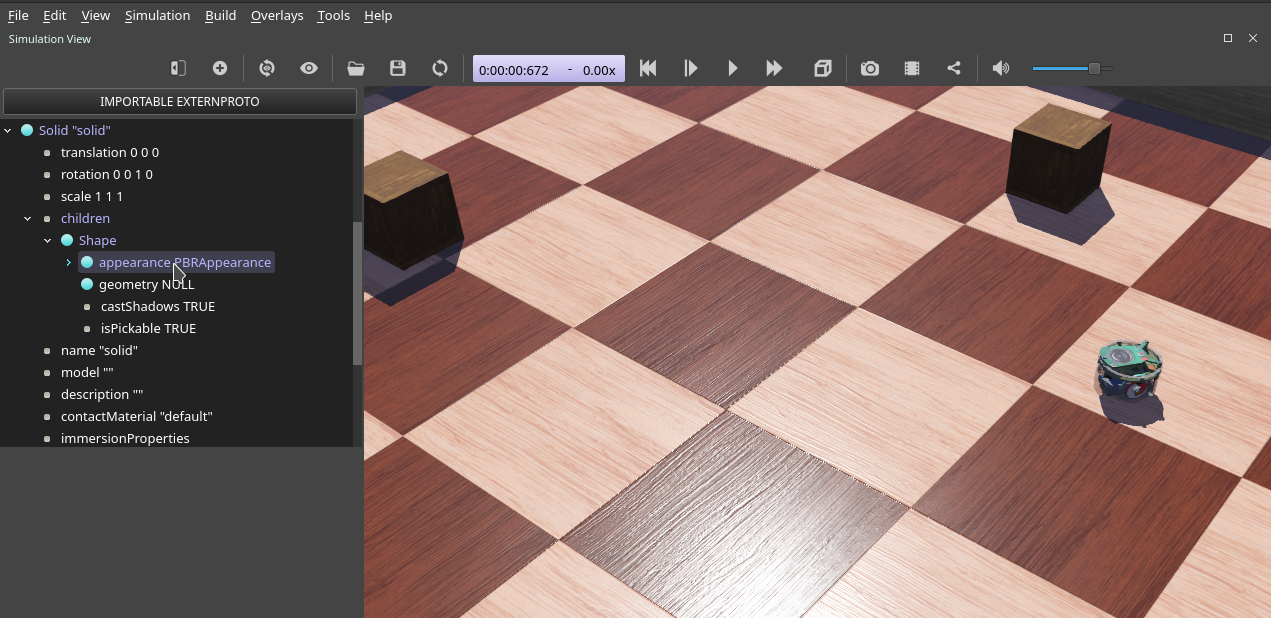 File Edit View Simulation Build Overlays Tools Help
Simulation View
0:00:00:672 - 0.00x
IMPORTABLE EXTERNPROTO
Solid "solid"
translation 0 0 0
rotation 0 0 1 0
scale 1 1 1
children
Shape
appearance PBRAppearance
geometry NULL
castShadows TRUE
isPickable TRUE
name "solid"
model ""
description ""
contactMaterial "default"
immersionProperties